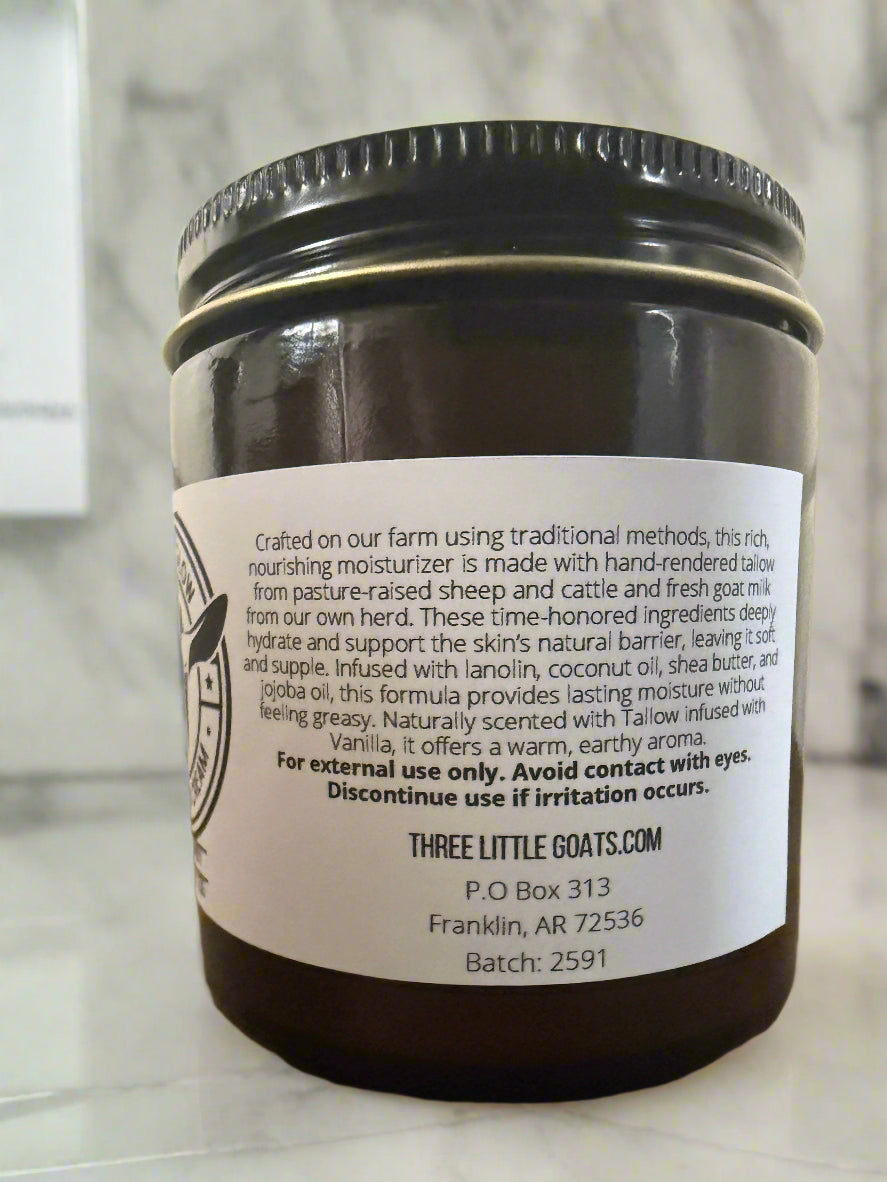 Crafted on our farm using traditional methods, this rich,
nourishing moisturizer is made with hand-rendered tallow
from pasture-raised sheep and cattle and fresh goat milk
from our own herd. These time-honored ingredients deeply
hydrate and support the skin's natural barrier, leaving it soft
and supple. Infused with lanolin, coconut oil, shea butter, and
jojoba oil, this formula provides lasting moisture without
feeling greasy. Naturally scented with Tallow infused with
Vanilla, it offers a warm, earthy aroma.
For external use only. Avoid contact with eyes.
Discontinue use if irritation occurs.
THREE LITTLE GOATS.COM
P.O Box 313
Franklin, AR 72536
Batch: 2591